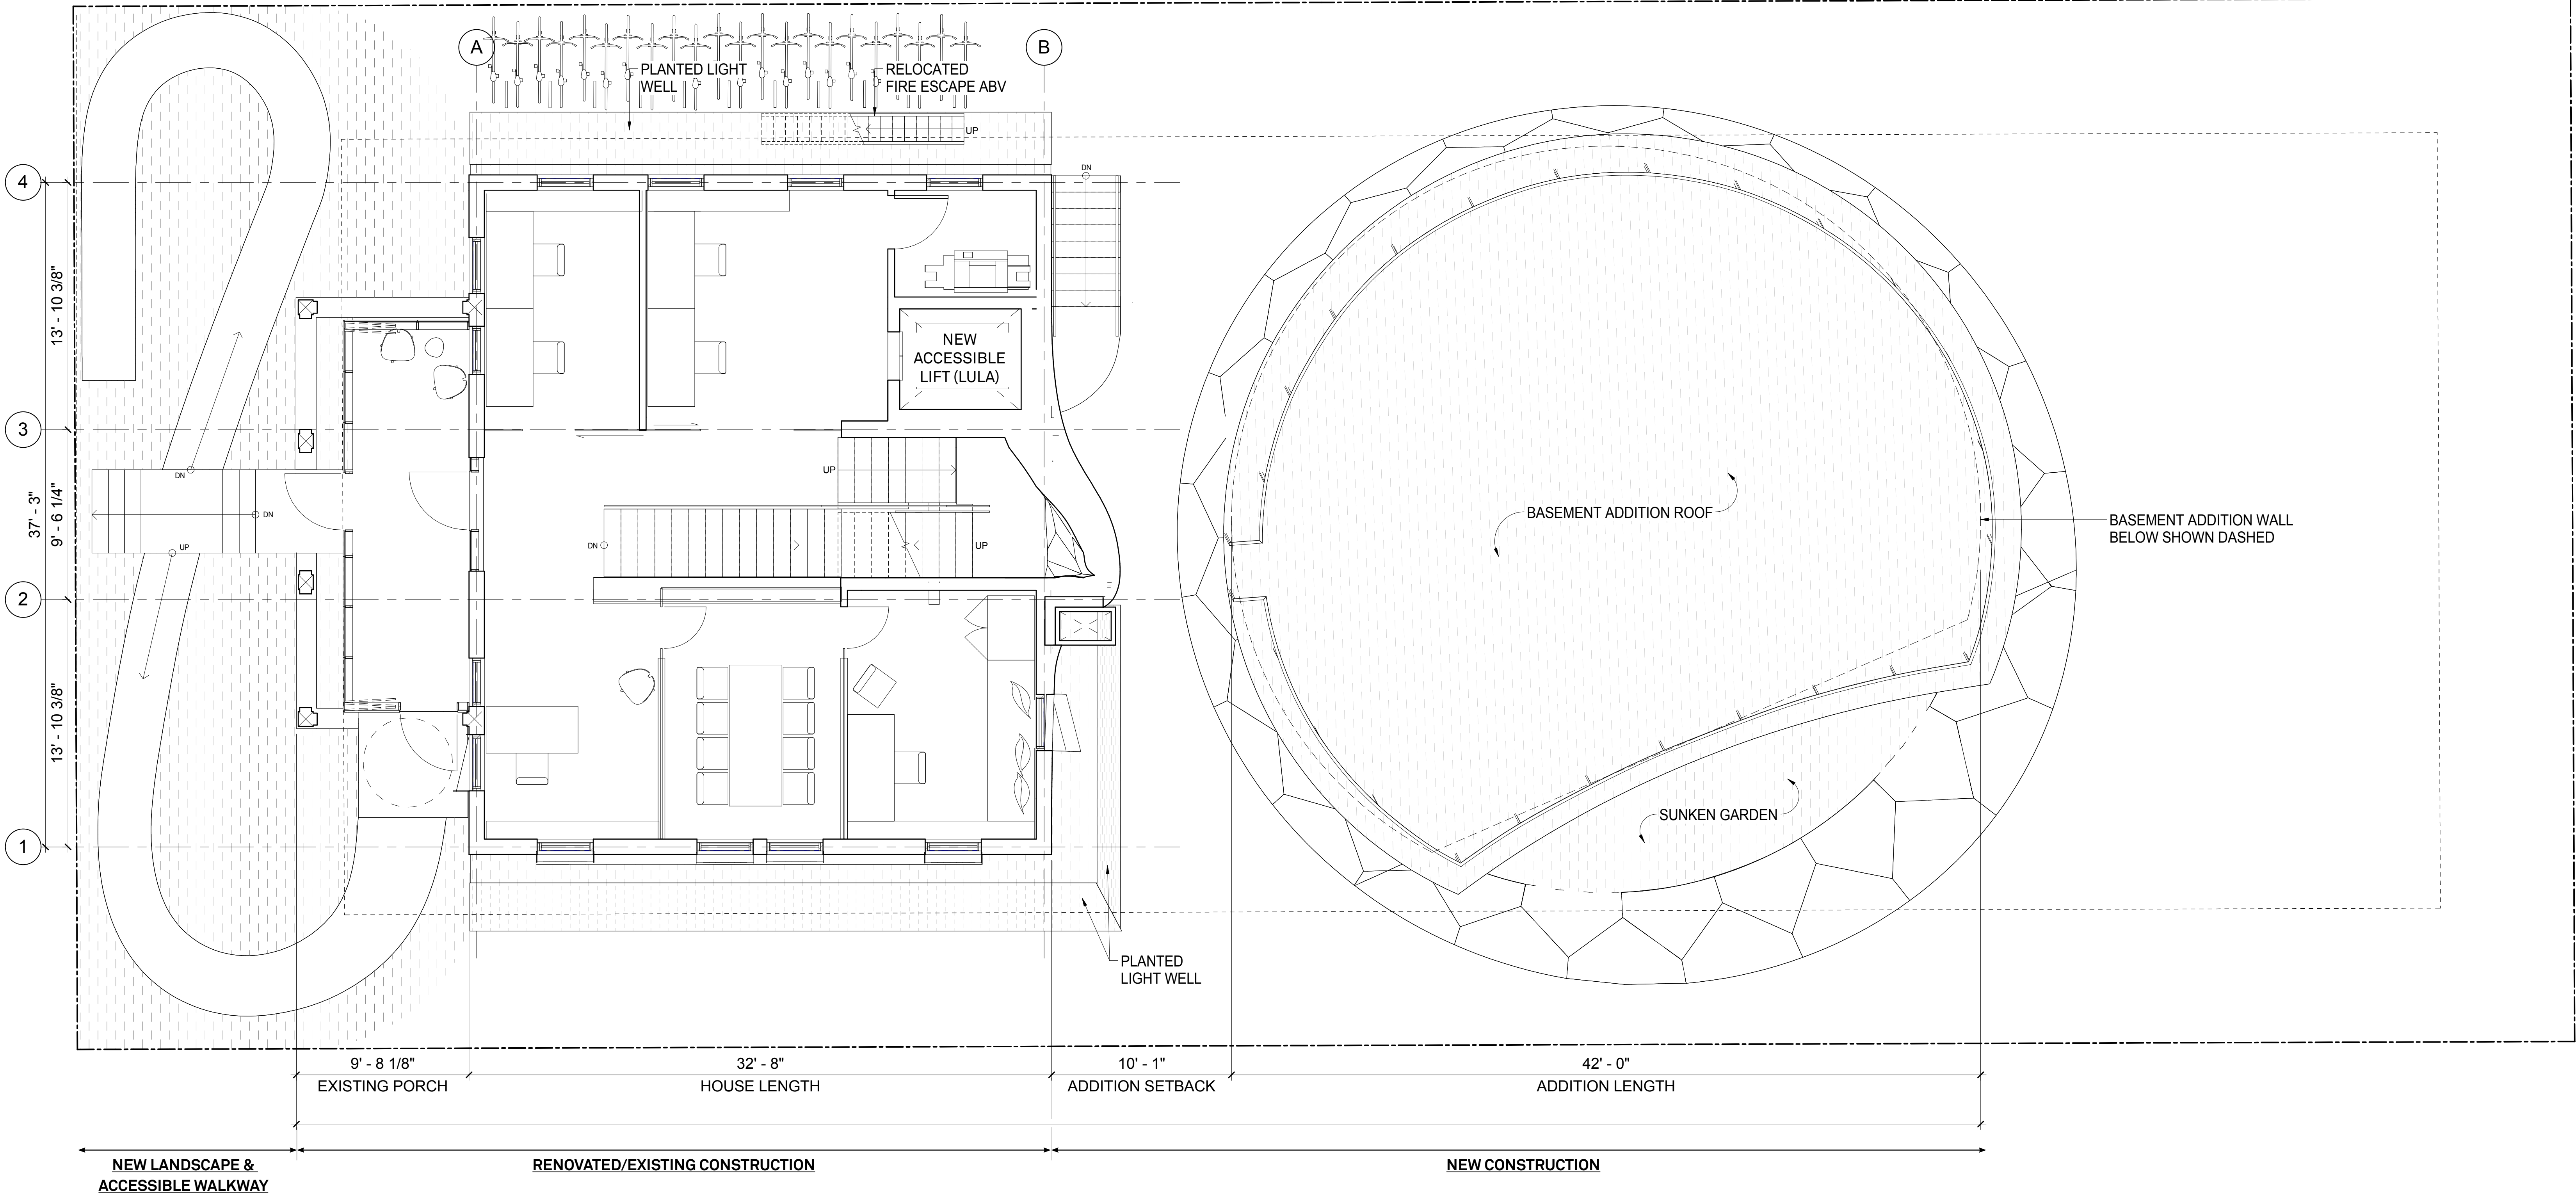 A
B
PLANTED LIGHT
WELL
RELOCATED
FIRE ESCAPE ABV
UP
4
DN
13' - 10 3/8"
NEW
ACCESSIBLE
LIFT (LULA)
3
UP
DN
37' - 3"
9' - 6 1/4"
DN
BASEMENT ADDITION ROOF
BASEMENT ADDITION WALL
BELOW SHOWN DASHED
DN
UP
UP
2
13' - 10 3/8"
SUNKEN GARDEN
1
PLANTED
LIGHT WELL
9' - 8 1/8"
32' - 8"
10' - 1"
42' - 0"
EXISTING PORCH
HOUSE LENGTH
ADDITION SETBACK
ADDITION LENGTH
NEW LANDSCAPE &
ACCESSIBLE WALKWAY
RENOVATED/EXISTING CONSTRUCTION
NEW CONSTRUCTION